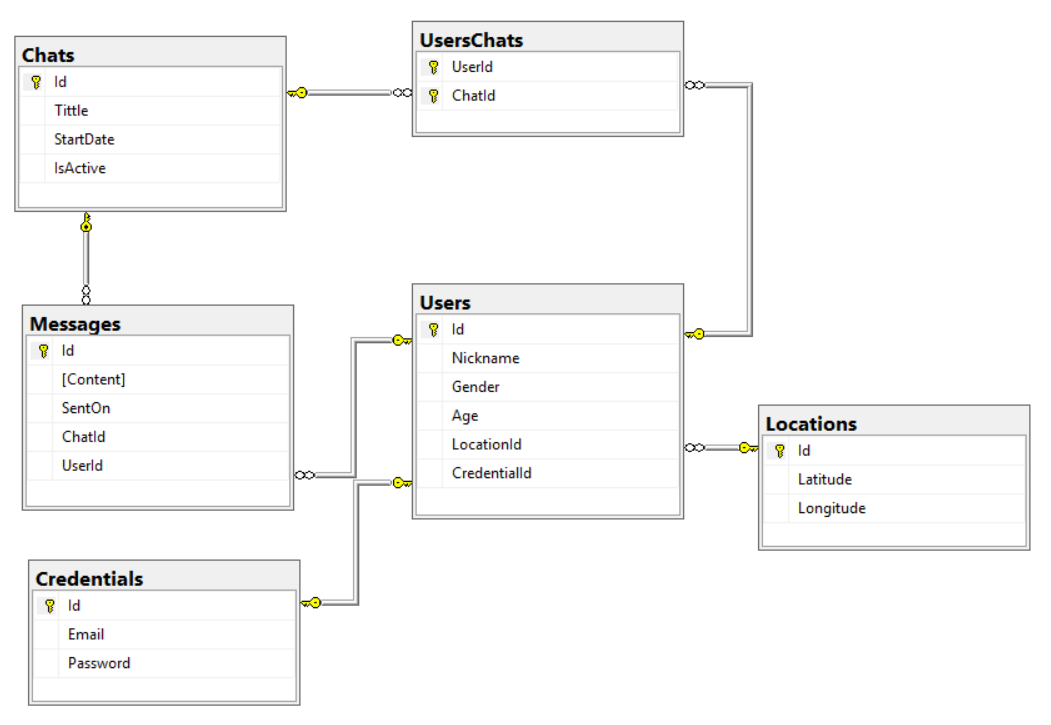 Chats
Id
Tittle
StartDate
IsActive
UsersChats
UserId
ChatId
Messages
Id
[Content]
SentOn
ChatId
UserId
Users
Id
Nickname
Gender
Age
LocationId
CredentialId
Locations
Id
Latitude
Longitude
Credentials
Id
Email
Password